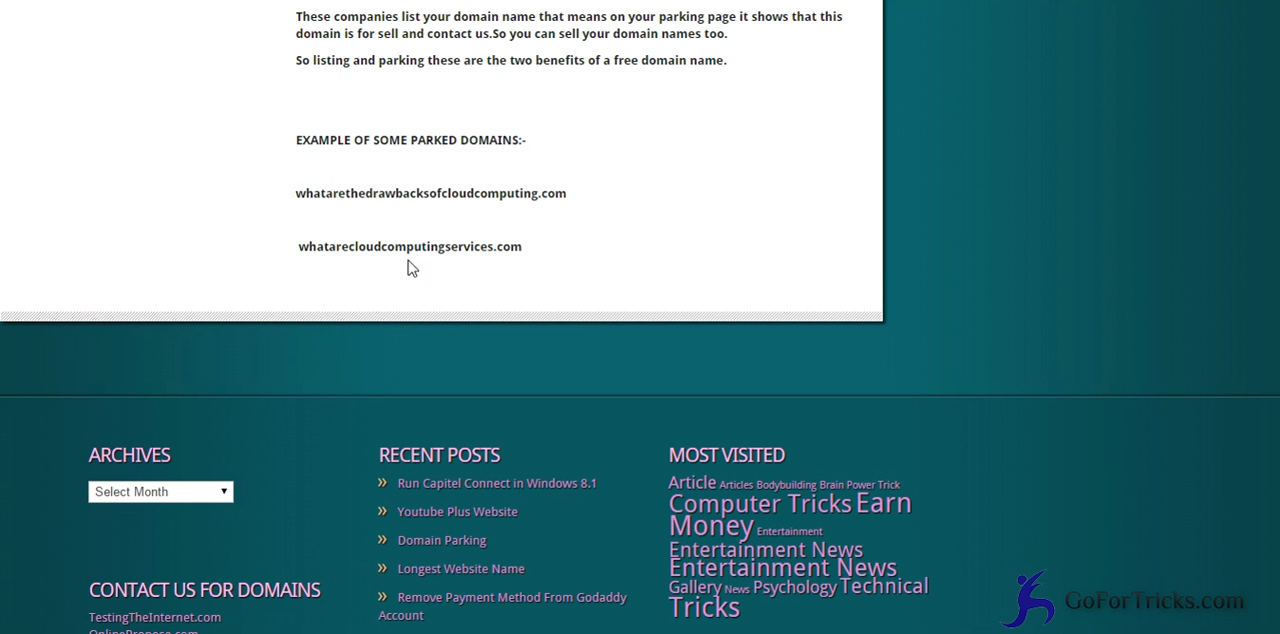 These companies list your domain name that means on your parking page it shows that this
domain is for sell and contact us.So you can sell your domain names too.
So listing and parking these are the two benefits of a free domain name.
EXAMPLE OF SOME PARKED DOMAINS:-
whatarethedrawbacksofcloudcomputing.com
whatarecloudcomputingservices.com
ARCHIVES
Select Month
CONTACT US FOR DOMAINS
TestingTheInternet.com
OnlinePropose.com
RECENT POSTS
» Run Capitel Connect in Windows 8.1
» Youtube Plus Website
» Domain Parking
» Longest Website Name
» Remove Payment Method From Godaddy
Account
MOST VISITED
Article Articles Bodybuilding Brain Power Trick
Computer Tricks Earn
Money Entertainment
Entertainment News
Entertainment News
Gallery News Psychology Technical
Tricks
GoForTricks.com